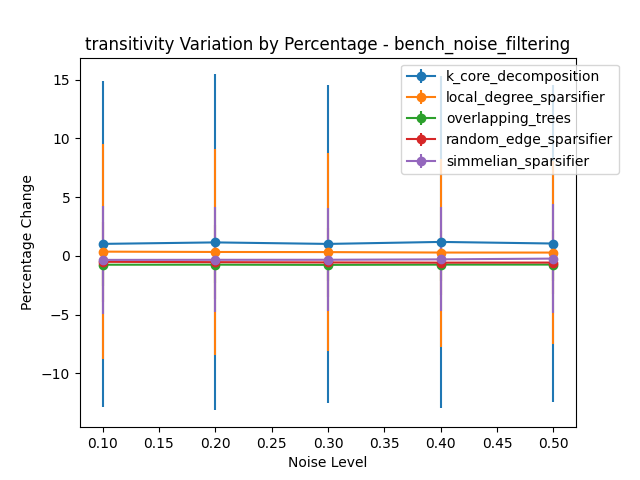 transitivity Variation by Percentage - bench_noise_filtering
k_core_decomposition
local_degree_sparsifier
overlapping_trees
random_edge_sparsifier
simmelian_sparsifier
Percentage Change
15
10
5
0
−5
−10
0.10 0.15 0.20 0.25 0.30 0.35 0.40 0.45 0.50
Noise Level